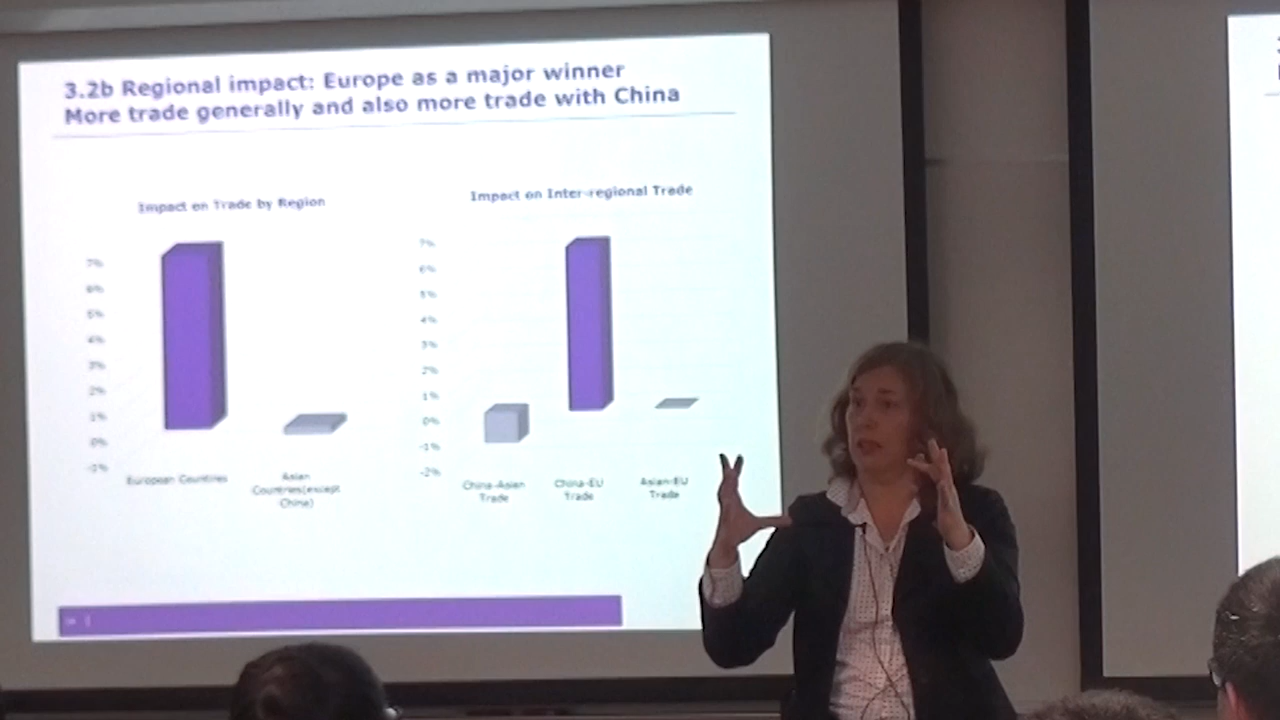 3.2b Regional impact: Europe as a major winner
More trade generally and also more trade with China
Impact on Trade by Region
7%
6%
5%
4%
3%
2%
1%
0%
-1%
European Countries
Asian
Countries(except
China)
Impact on Inter-regional Trade
7%
6%
5%
4%
3%
2%
1%
0%
-1%
-2%
China-Asian
Trade
China-EU
Trade
Asian-EU
Trade